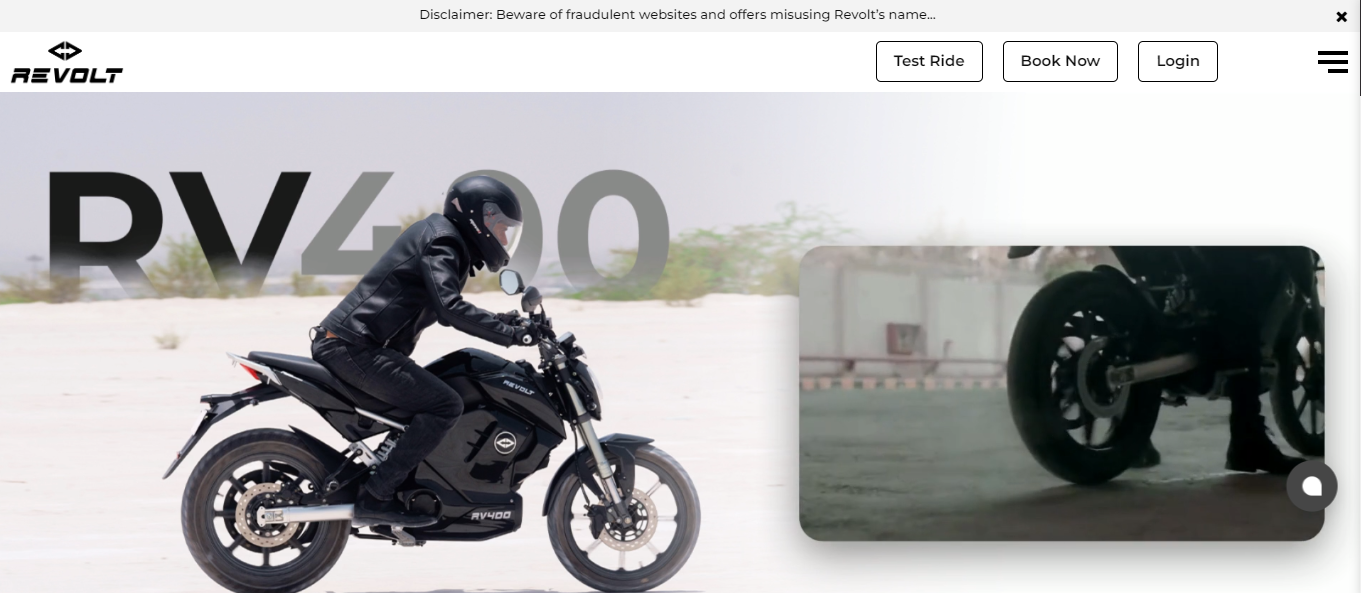 Disclaimer: Beware of fraudulent websites and offers misusing Revolt’s name...
REVOLT
Test Ride
Book Now
Login
RV400
REVOLT
RV400